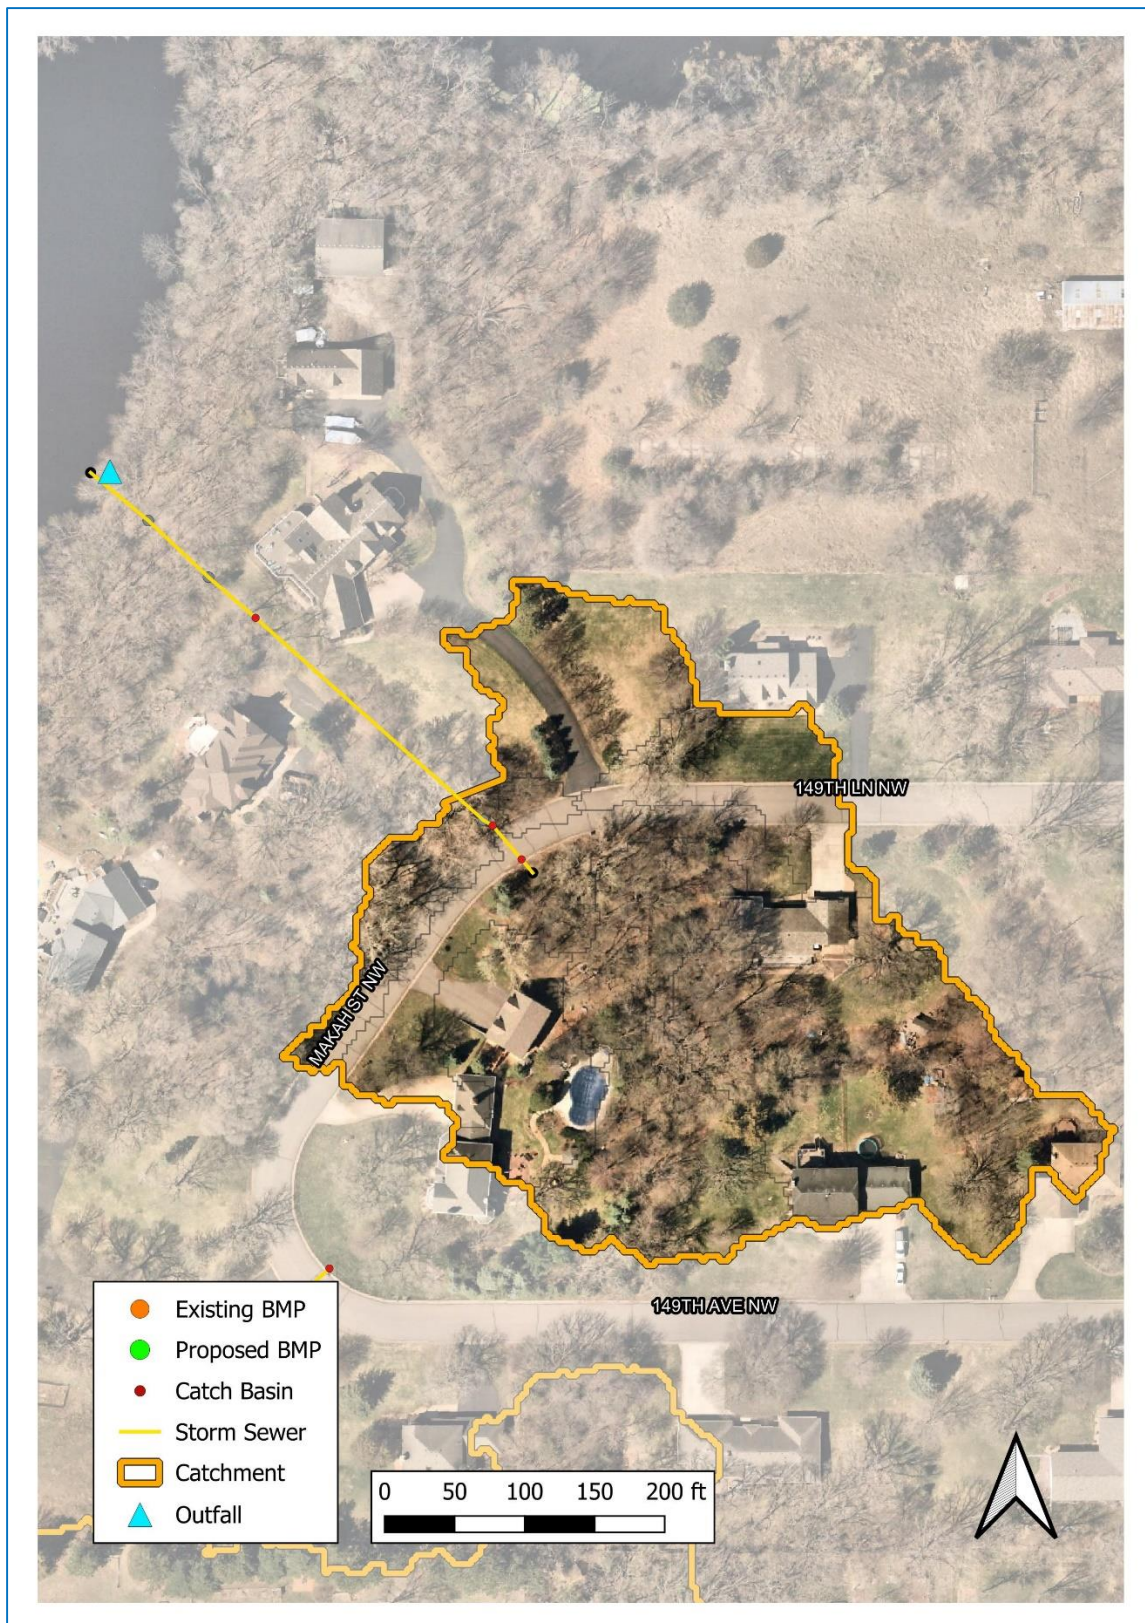 149TH LN NW
MAKAH ST NW
149TH AVE NW
Existing BMP
Proposed BMP
Catch Basin
Storm Sewer
Catchment
Outfall
0 50 100 150 200 ft